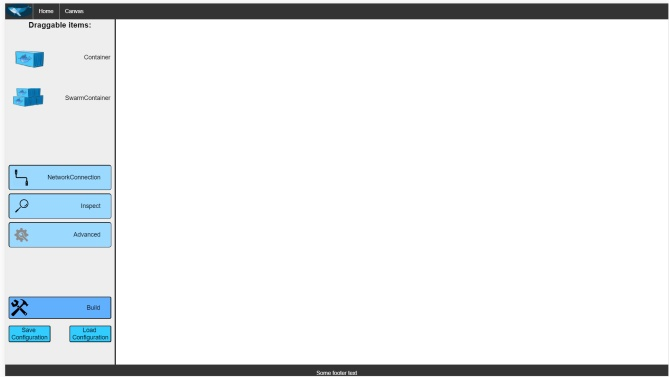 Home Canvas
Draggable items:
Container
SwarmContainer
NetworkConnection
Inspect
Advanced
Build
Save
Configuration
Load
Configuration
Some footer text